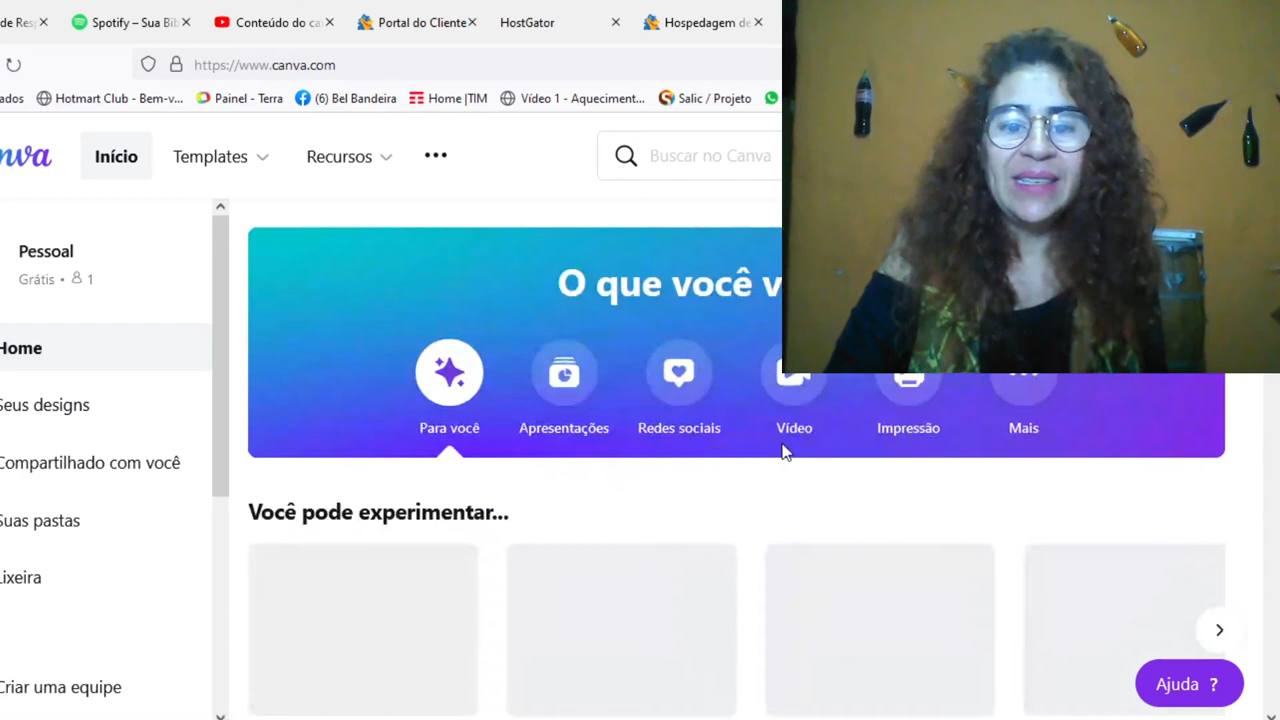 de Res
Spotify – Sua Bib
Conteúdo do ca
Portal do Cliente
HostGator
Hospedagem de
https://www.canva.com
ados
Hotmart Club - Bem-v...
Painel - Terra
(6) Bel Bandeira
Home |TIM
Vídeo 1 - Aqueciment...
Salic / Projeto
nva
Início
Templates
Recursos
Buscar no Canva
Pessoal
Grátis • 1
Home
Seus designs
Compartilhado com você
Suas pastas
Lixeira
Criar uma equipe
O que você v
Para você
Apresentações
Redes sociais
Vídeo
Impressão
Mais
Você pode experimentar...
Ajuda ?